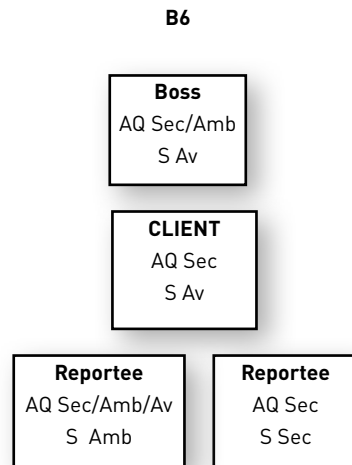 B6
Boss
AQ Sec/Amb
S Av
CLIENT
AQ Sec
S Av
Reportee
AQ Sec/Amb/Av
S Amb
Reportee
AQ Sec
S Sec